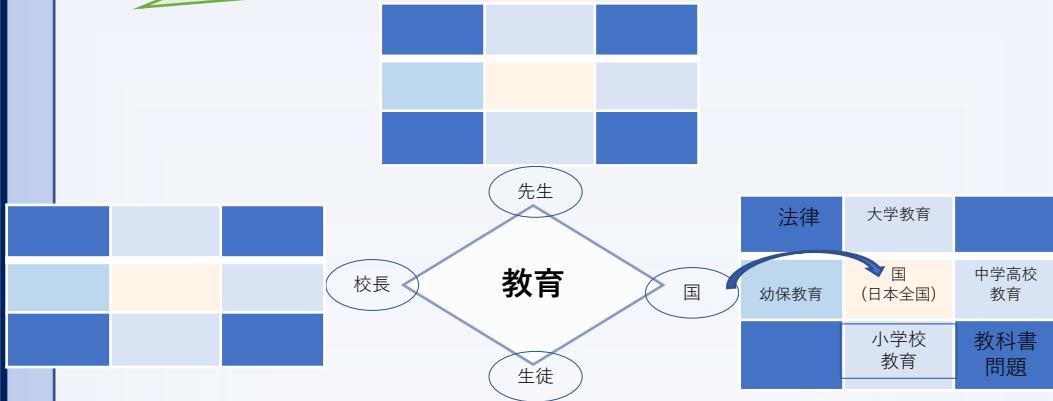 先生
校長
教育
国
生徒
法律
大学教育
幼保教育
国
（日本全国）
中学高校
教育
小学校
教育
教科書
問題